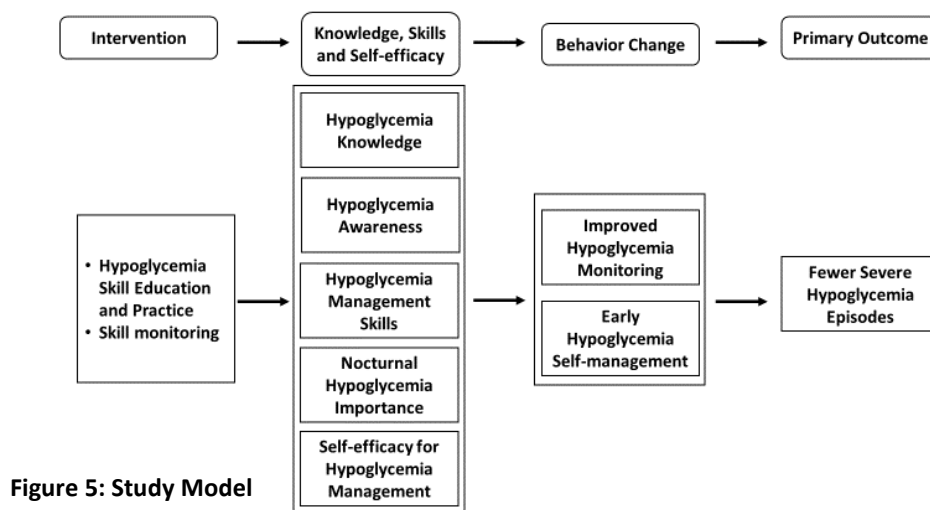 Intervention
Knowledge, Skills
and Self-efficacy
Behavior Change
Primary Outcome
Hypoglycemia
Knowledge
Hypoglycemia
Awareness
Hypoglycemia
Management
Skills
Nocturnal
Hypoglycemia
Importance
Self-efficacy for
Hypoglycemia
Management
• Hypoglycemia
Skill Education
and Practice
• Skill monitoring
Improved
Hypoglycemia
Monitoring
Early
Hypoglycemia
Self-management
Fewer Severe
Hypoglycemia
Episodes
Figure 5: Study Model